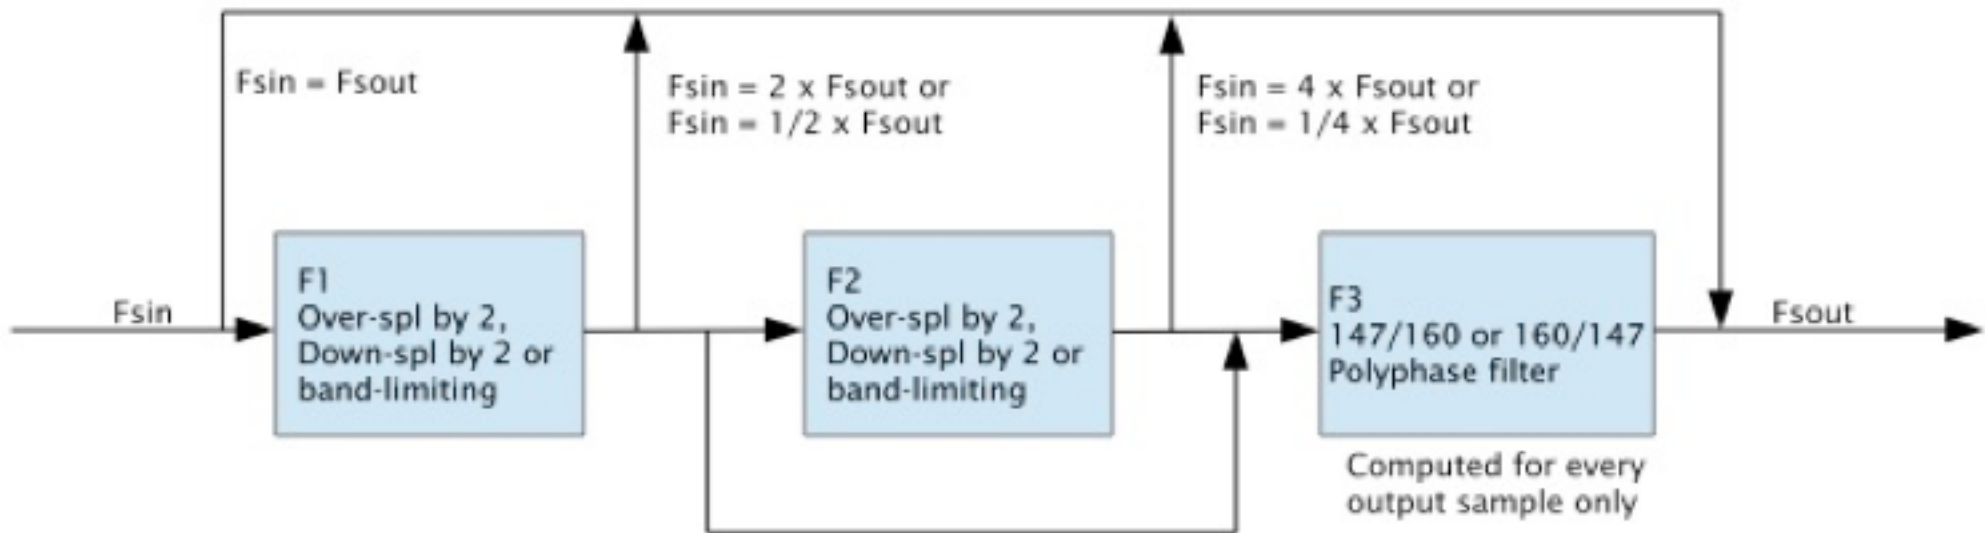 Fsin = Fsout
Fsin = 2 x Fsout or
Fsin = 1/2 x Fsout
Fsin = 4 x Fsout or
Fsin = 1/4 x Fsout
Fsin
F1
Over-spl by 2,
Down-spl by 2 or
band-limiting
F2
Over-spl by 2,
Down-spl by 2 or
band-limiting
F3
147/160 or 160/147
Polyphase filter
Fsout
Computed for every
output sample only